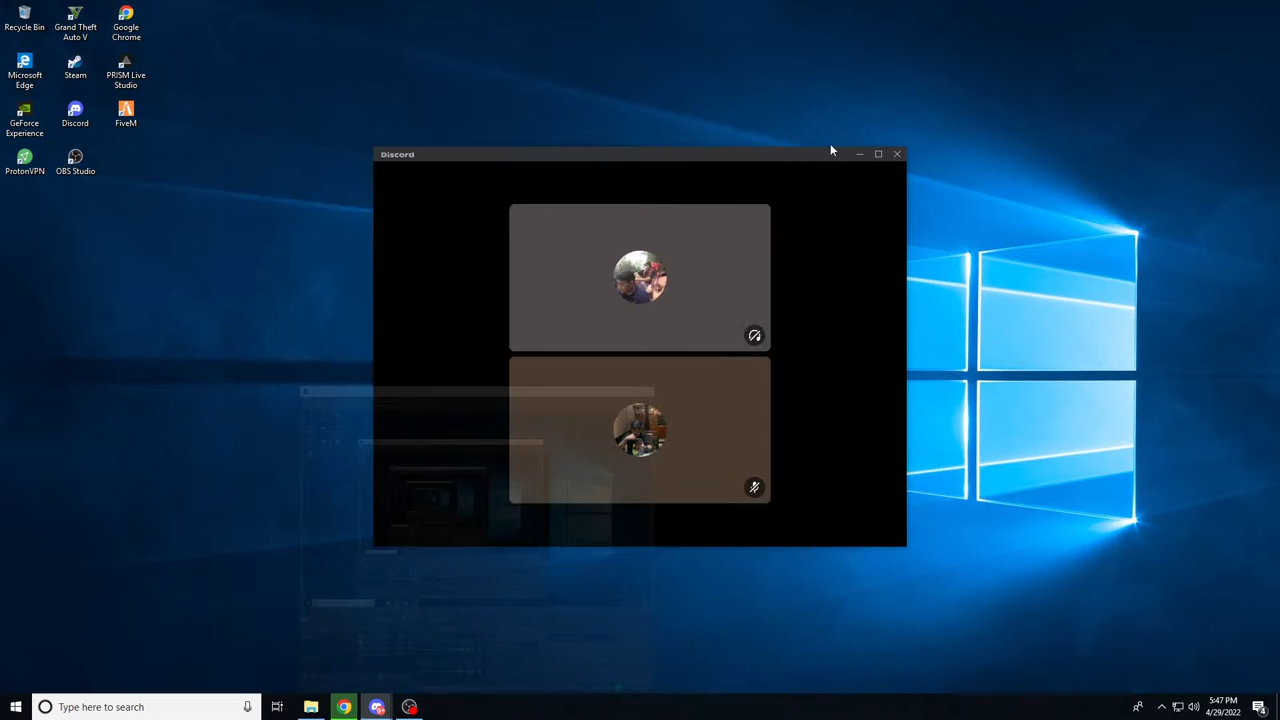 Recycle Bin
Grand Theft
Auto V
Google
Chrome
Microsoft
Edge
Steam
PRISM Live
Studio
GeForce
Experience
Discord
FiveM
ProtonVPN
OBS Studio
Discord
Type here to search
5:47 PM
4/29/2022
4